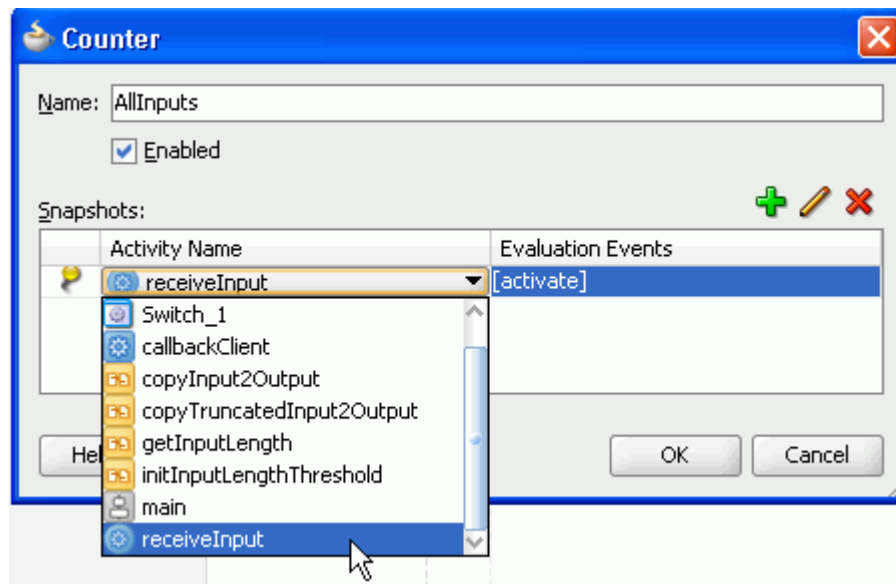 Counter
Name: AllInputs
Enabled
Snapshots:
Activity Name Evaluation Events
receiveInput [activate]
Switch_1
callbackClient
copyInput2Output
copyTruncatedInput2Output
getInputLength
initInputLengthThreshold
Hel OK Cancel
main
receiveInput